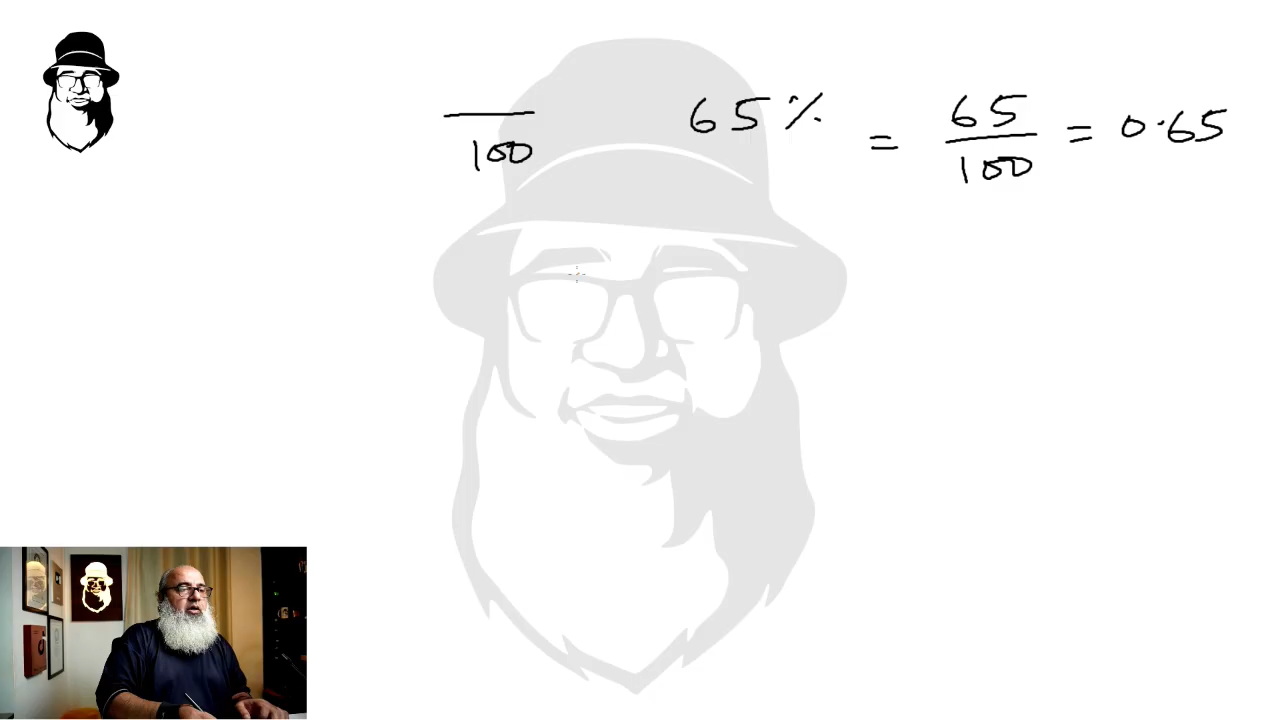 —
100
65% = 65/100 = 0.65